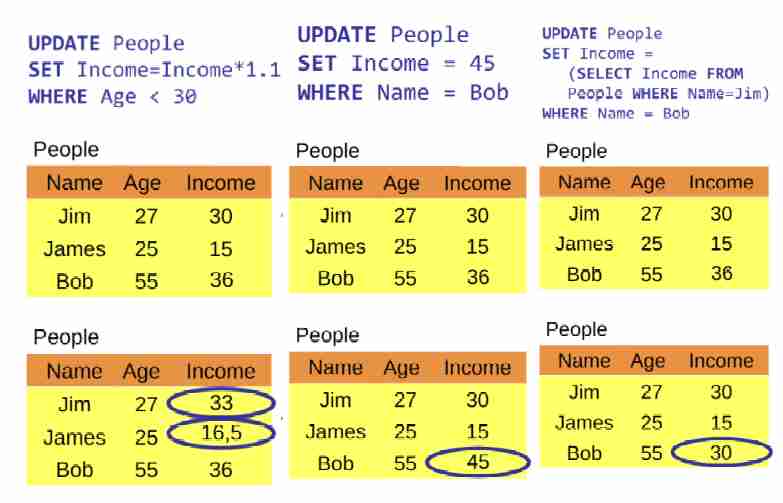 UPDATE People
SET Income=Income*1.1
WHERE Age < 30
People
Name Age Income
Jim 27 30
James 25 15
Bob 55 36
People
Name Age Income
Jim 27 33
James 25 16,5
Bob 55 36
UPDATE People
SET Income = 45
WHERE Name = Bob
People
Name Age Income
Jim 27 30
James 25 15
Bob 55 36
People
Name Age Income
Jim 27 30
James 25 15
Bob 55 45
UPDATE People
SET Income =
(SELECT Income FROM
People WHERE Name=Jim)
WHERE Name = Bob
People
Name Age Income
Jim 27 30
James 25 15
Bob 55 36
People
Name Age Income
Jim 27 30
James 25 15
Bob 55 30